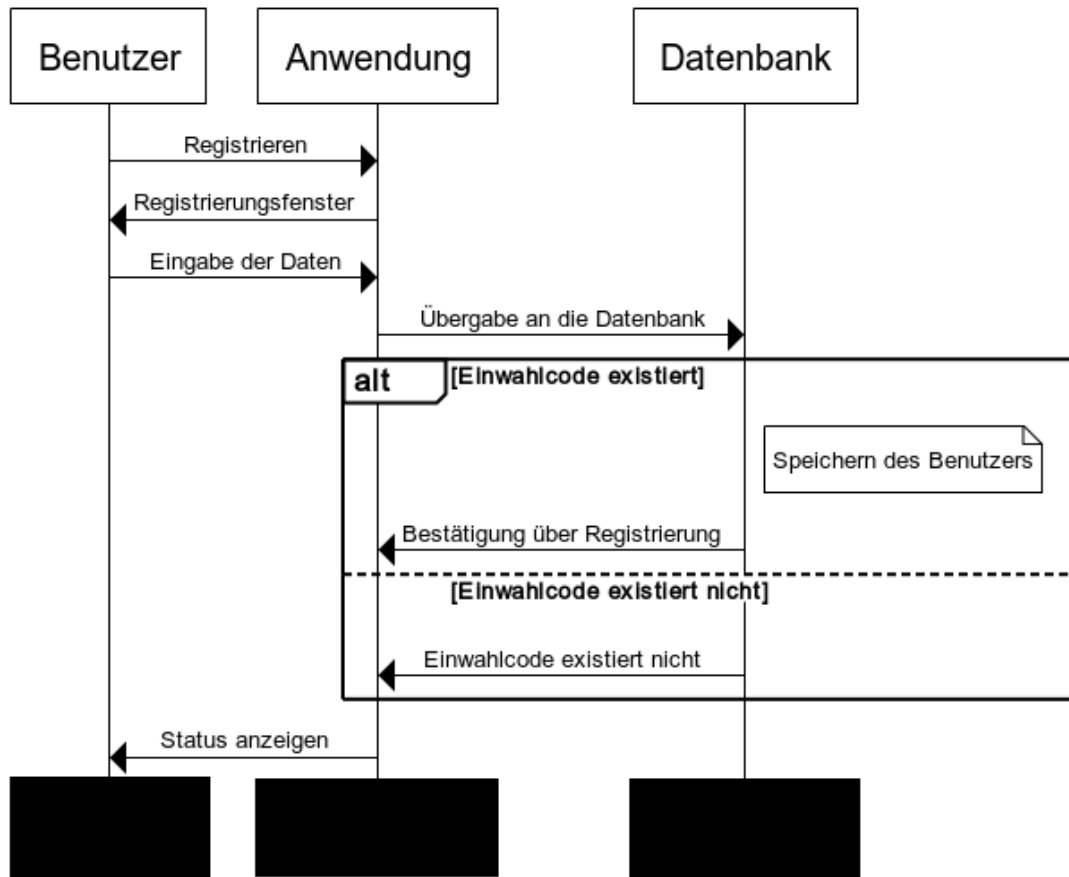 Benutzer
Anwendung
Datenbank
Registrieren
Registrierungsfenster
Eingabe der Daten
Übergabe an die Datenbank
alt
[Einwahlcode existiert]
Speichern des Benutzers
Bestätigung über Registrierung
[Einwahlcode existiert nicht]
Einwahlcode existiert nicht
Status anzeigen